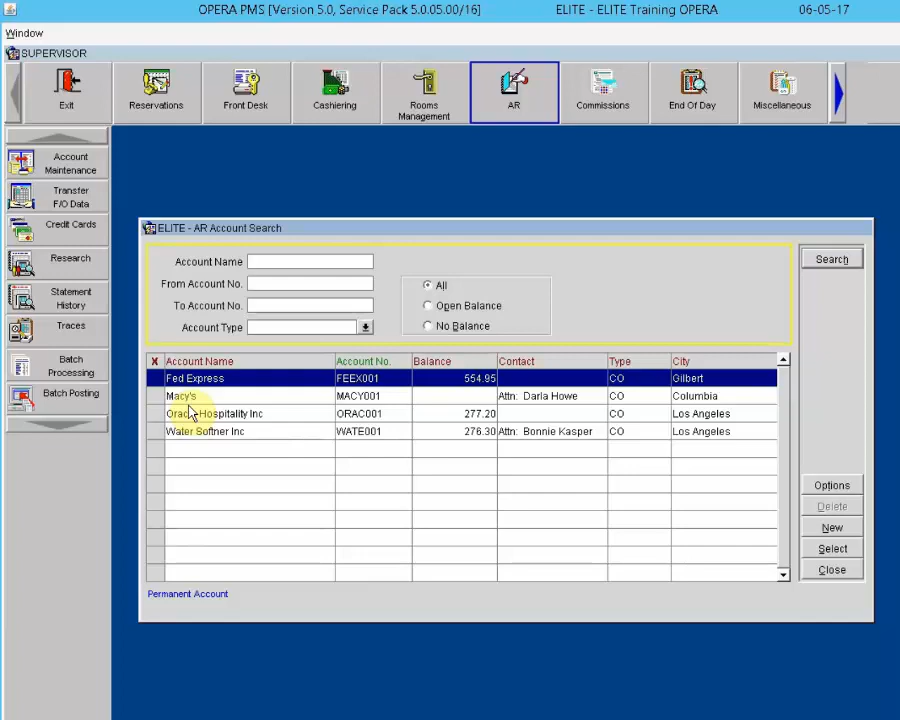 OPERA PMS [Version 5.0, Service Pack 5.0.05.00/16] ELITE - ELITE Training OPERA 06-05-17
Window
SUPERVISOR
Exit Reservations Front Desk Cashiering Rooms Management AR Commissions End Of Day Miscellaneous
Account Maintenance
Transfer F/O Data
Credit Cards
Research
Statement History
Traces
Batch Processing
Batch Posting
ELITE - AR Account Search
Account Name
From Account No.
To Account No.
Account Type
All
Open Balance
No Balance
Search
X Account Name Account No. Balance Contact Type City
Fed Express FEEX001 554.95 CO Gilbert
Macy's MACY001 Attn: Darla Howe CO Columbia
Oracle Hospitality Inc ORAC001 277.20 CO Los Angeles
Water Softner Inc WATE001 276.30 Attn: Bonnie Kasper CO Los Angeles
Options
Delete
New
Select
Close
Permanent Account